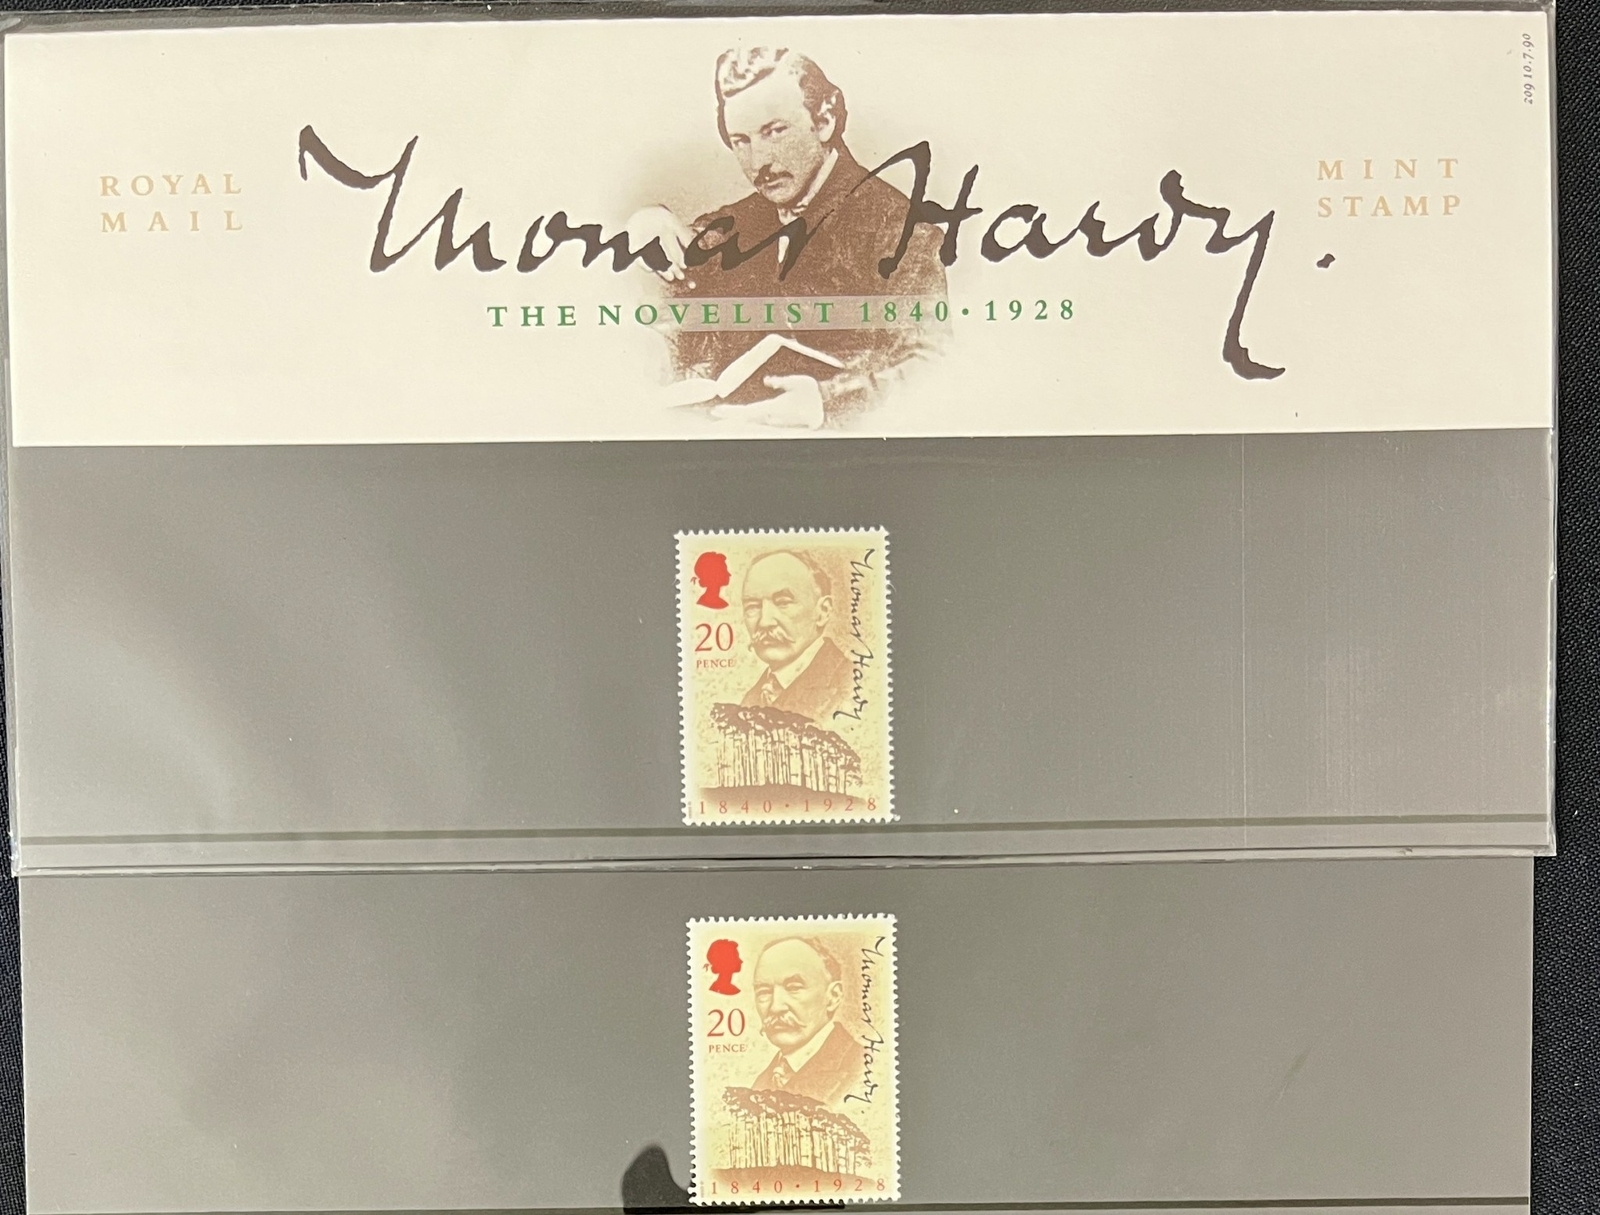 209 10.7.90
ROYAL
MAIL
Thomas Hardy.
MINT
STAMP
THE NOVELIST 1840·1928
20
PENCE
Thomas Hardy.
1840·1928
20
PENCE
Thomas Hardy.
1840·1928